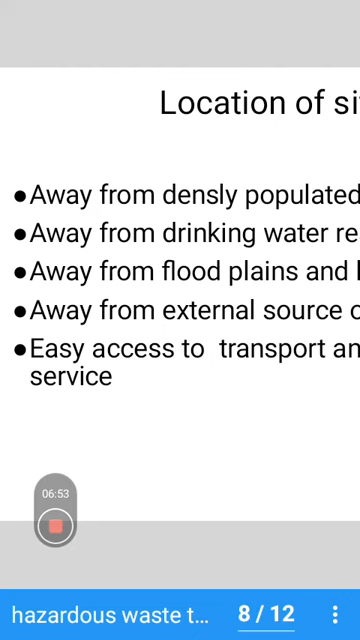 Location of si
●Away from densly populated
●Away from drinking water re
●Away from flood plains and
●Away from external source
●Easy access to transport an
service
06:53
hazardous waste t... 8 / 12